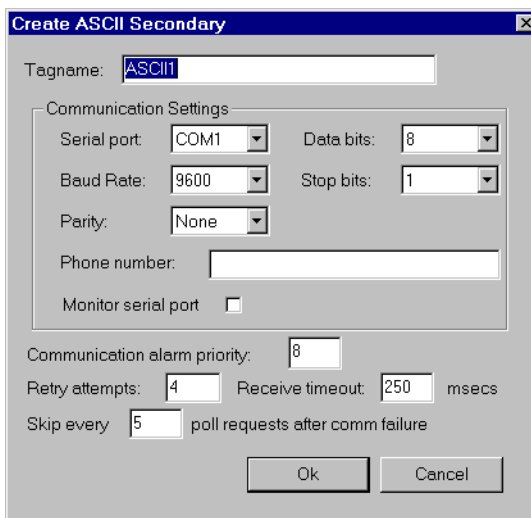 Create ASCII Secondary
Tagname: ASCII1
Communication Settings
Serial port: COM1 Data bits: 8
Baud Rate: 9600 Stop bits: 1
Parity: None
Phone number:
Monitor serial port
Communication alarm priority: 8
Retry attempts: 4 Receive timeout: 250 msecs
Skip every 5 poll requests after comm failure
Ok Cancel